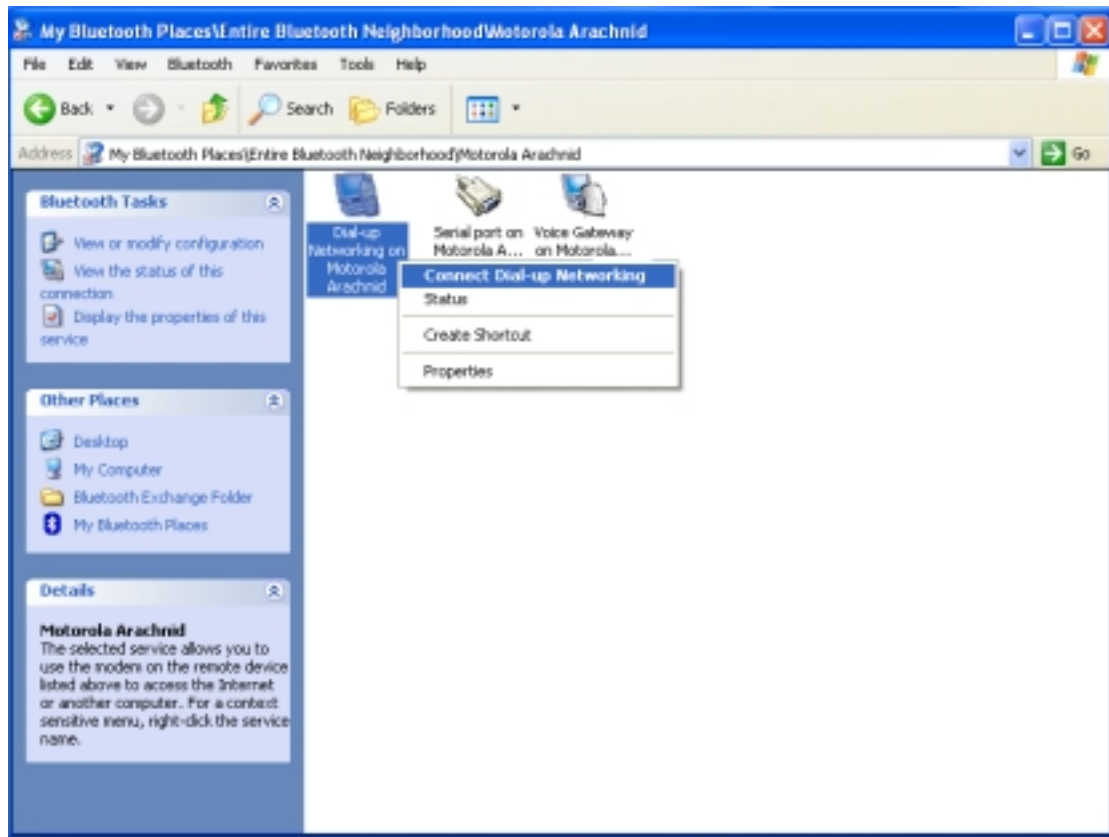 My Bluetooth Places\Entire Bluetooth Neighborhood\Motorola Arachnid
File Edit View Bluetooth Favorites Tools Help
Back Search Folders
Address My Bluetooth Places\Entire Bluetooth Neighborhood\Motorola Arachnid Go
Bluetooth Tasks
View or modify configuration
View the status of this
connection
Display the properties of this
service
Other Places
Desktop
My Computer
Bluetooth Exchange Folder
My Bluetooth Places
Details
Motorola Arachnid
The selected service allows you to
use the modem on the remote device
listed above to access the Internet
or another computer. For a context
sensitive menu, right-click the service
name.
Dial-up
Networking on
Motorola
Arachnid
Serial port on
Motorola A...
Voice Gateway
on Motorola....
Connect Dial-up Networking
Status
Create Shortcut
Properties